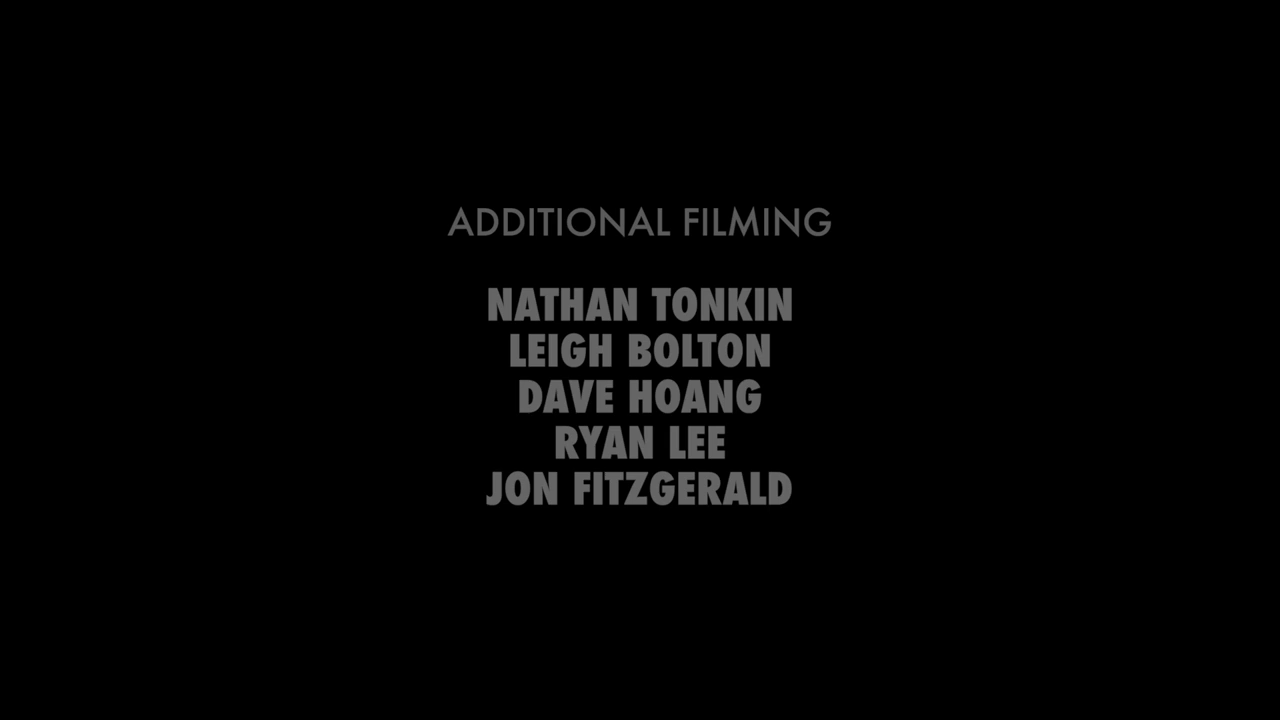 ADDITIONAL FILMING
NATHAN TONKIN
LEIGH BOLTON
DAVE HOANG
RYAN LEE
JON FITZGERALD